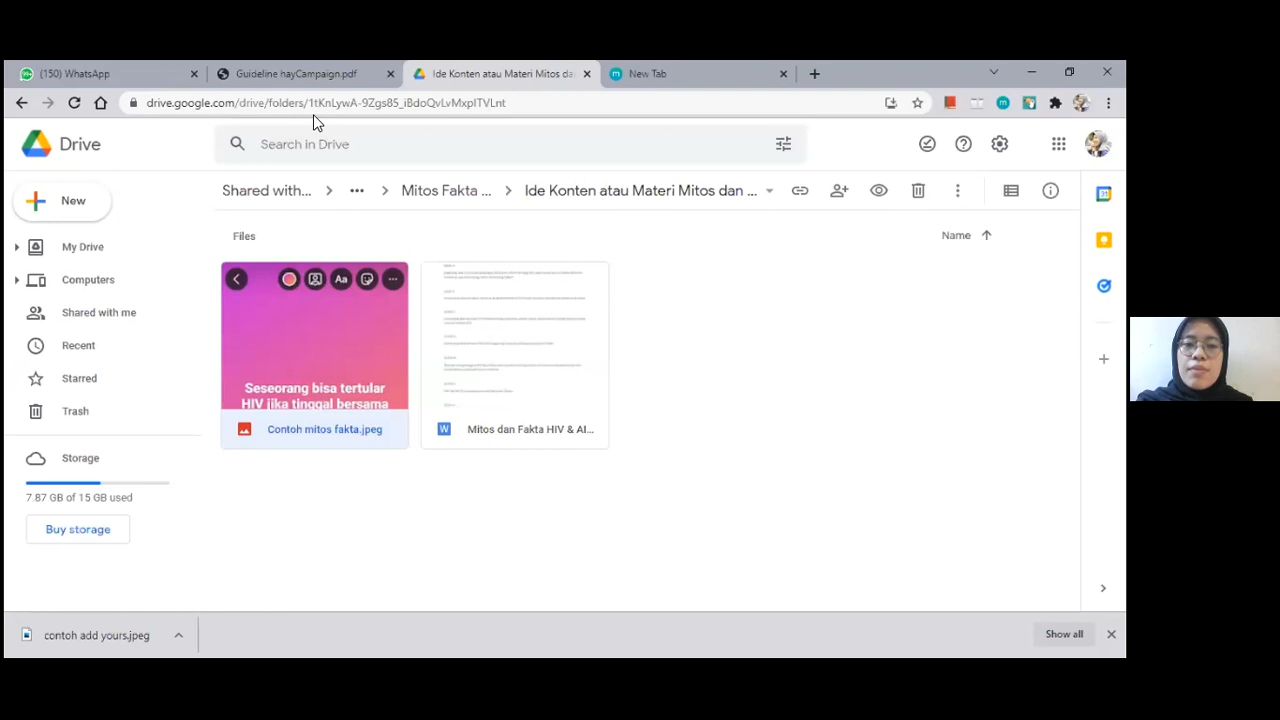 (150) WhatsApp
Guideline hayCampaign.pdf
Ide Konten atau Materi Mitos da
New Tab
drive.google.com/drive/folders/1tKnLywA-9Zgs85_iBdoQvLvMxpITVLnt
Drive
Search in Drive
New
Shared with...
Mitos Fakta ...
Ide Konten atau Materi Mitos dan ...
My Drive
Computers
Shared with me
Recent
Starred
Trash
Storage
7.87 GB of 15 GB used
Buy storage
Files
Name
Aa
Seseorang bisa tertular
HIV jika tinggal bersama
Contoh mitos fakta.jpeg
W
Mitos dan Fakta HIV & AI...
31
contoh add yours.jpeg
Show all